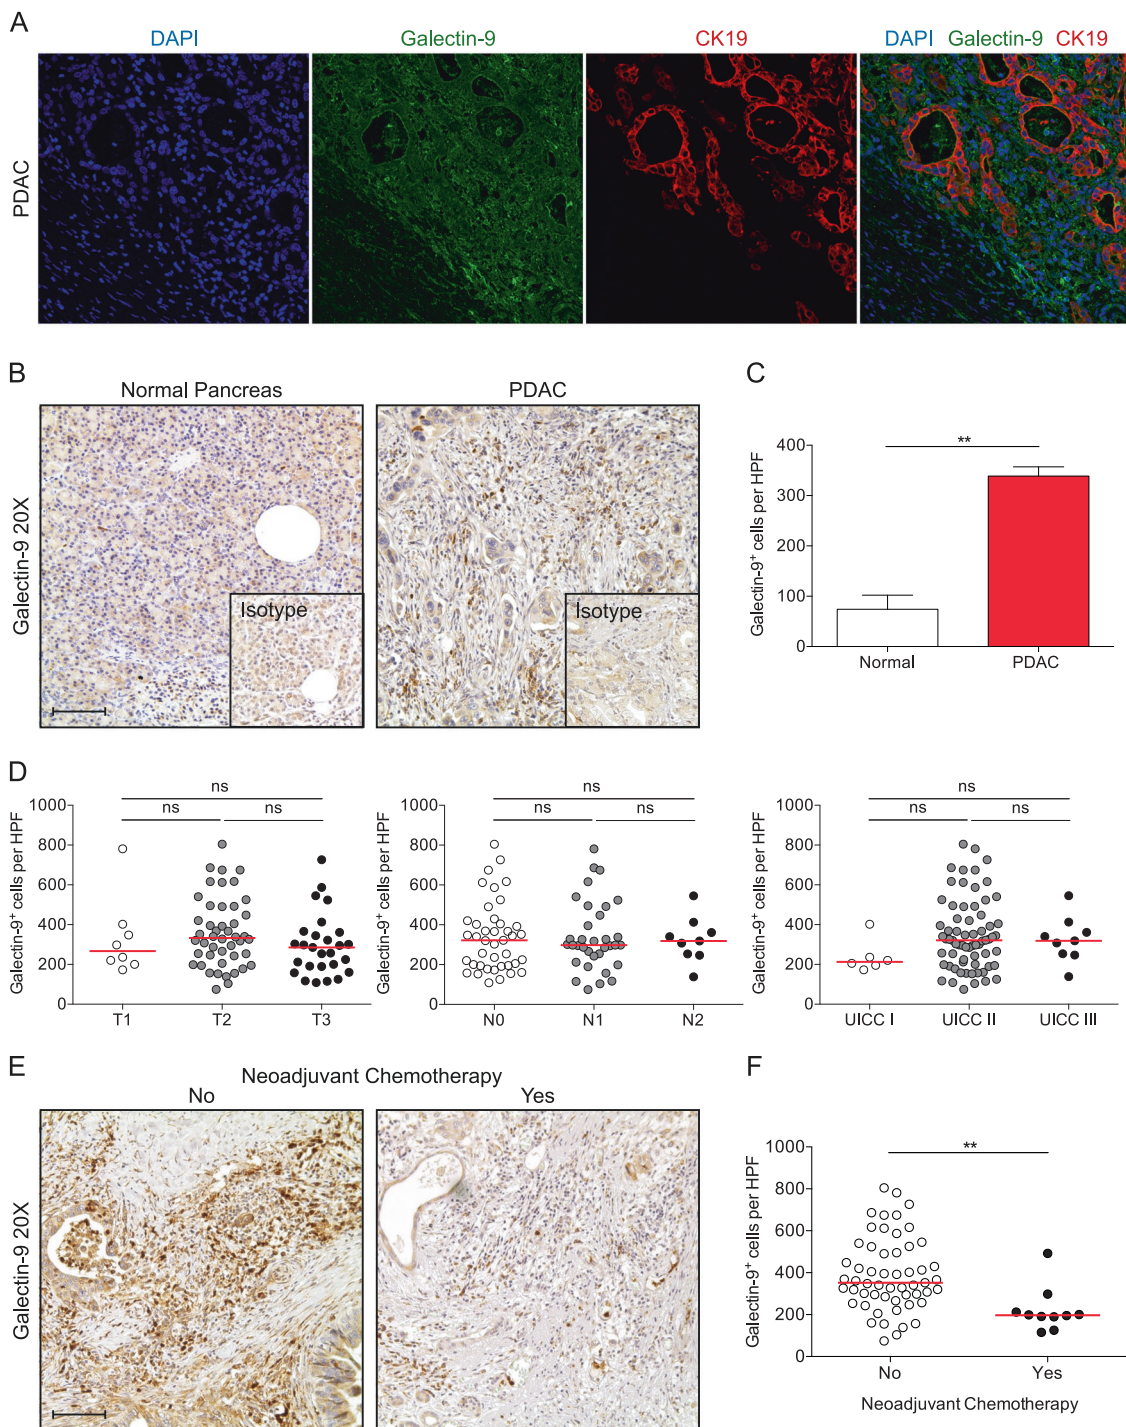 A
DAPI Galectin-9 CK19 DAPI Galectin-9 CK19
PDAC
B
Normal Pancreas PDAC
Galectin-9 20X
Isotype Isotype
C
Galectin-9+ cells per HPF
400
300
200
100
0
**
Normal PDAC
D
Galectin-9+ cells per HPF
1000
800
600
400
200
0
ns
ns ns
T1 T2 T3
Galectin-9+ cells per HPF
1000
800
600
400
200
0
ns
ns ns
N0 N1 N2
Galectin-9+ cells per HPF
1000
800
600
400
200
0
ns
ns ns
UICC I UICC II UICC III
E
Neoadjuvant Chemotherapy
No Yes
Galectin-9 20X
F
Galectin-9+ cells per HPF
1000
800
600
400
200
0
**
No Yes
Neoadjuvant Chemotherapy